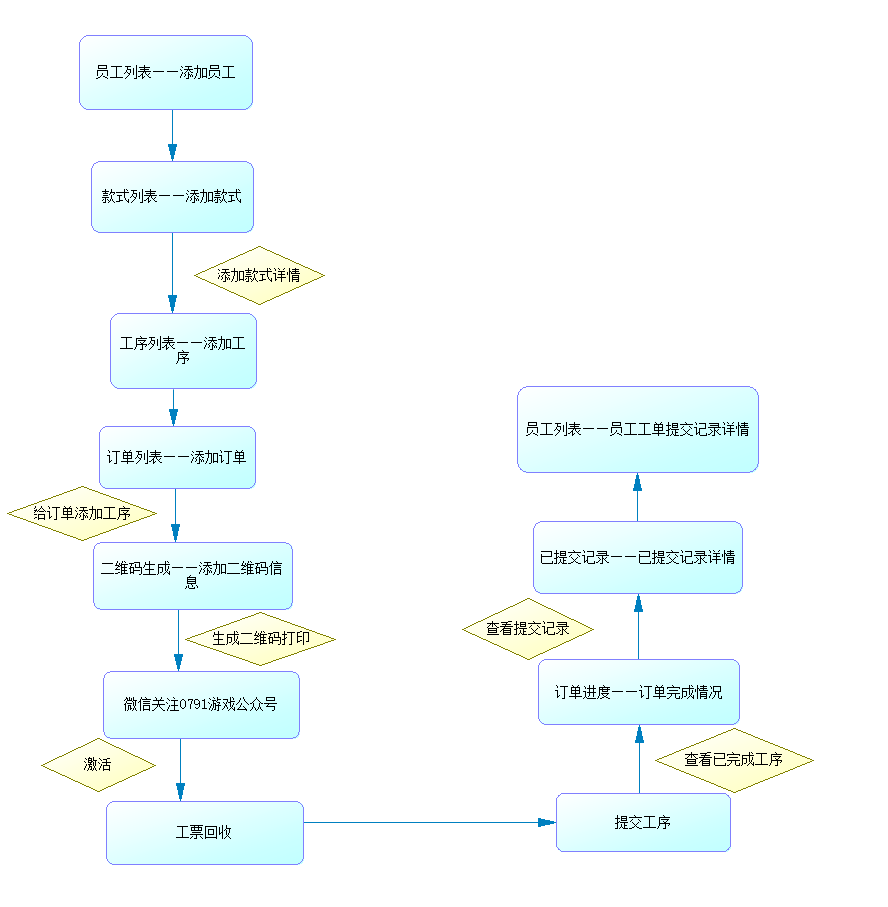 员工列表——添加员工
款式列表——添加款式
添加款式详情
工序列表——添加工
序
订单列表——添加订单
给订单添加工序
二维码生成——添加二维码信
息
生成二维码打印
微信关注0791游戏公众号
激活
工票回收
提交工序
查看已完成工序
订单进度——订单完成情况
查看提交记录
已提交记录——已提交记录详情
员工列表——员工工单提交记录详情